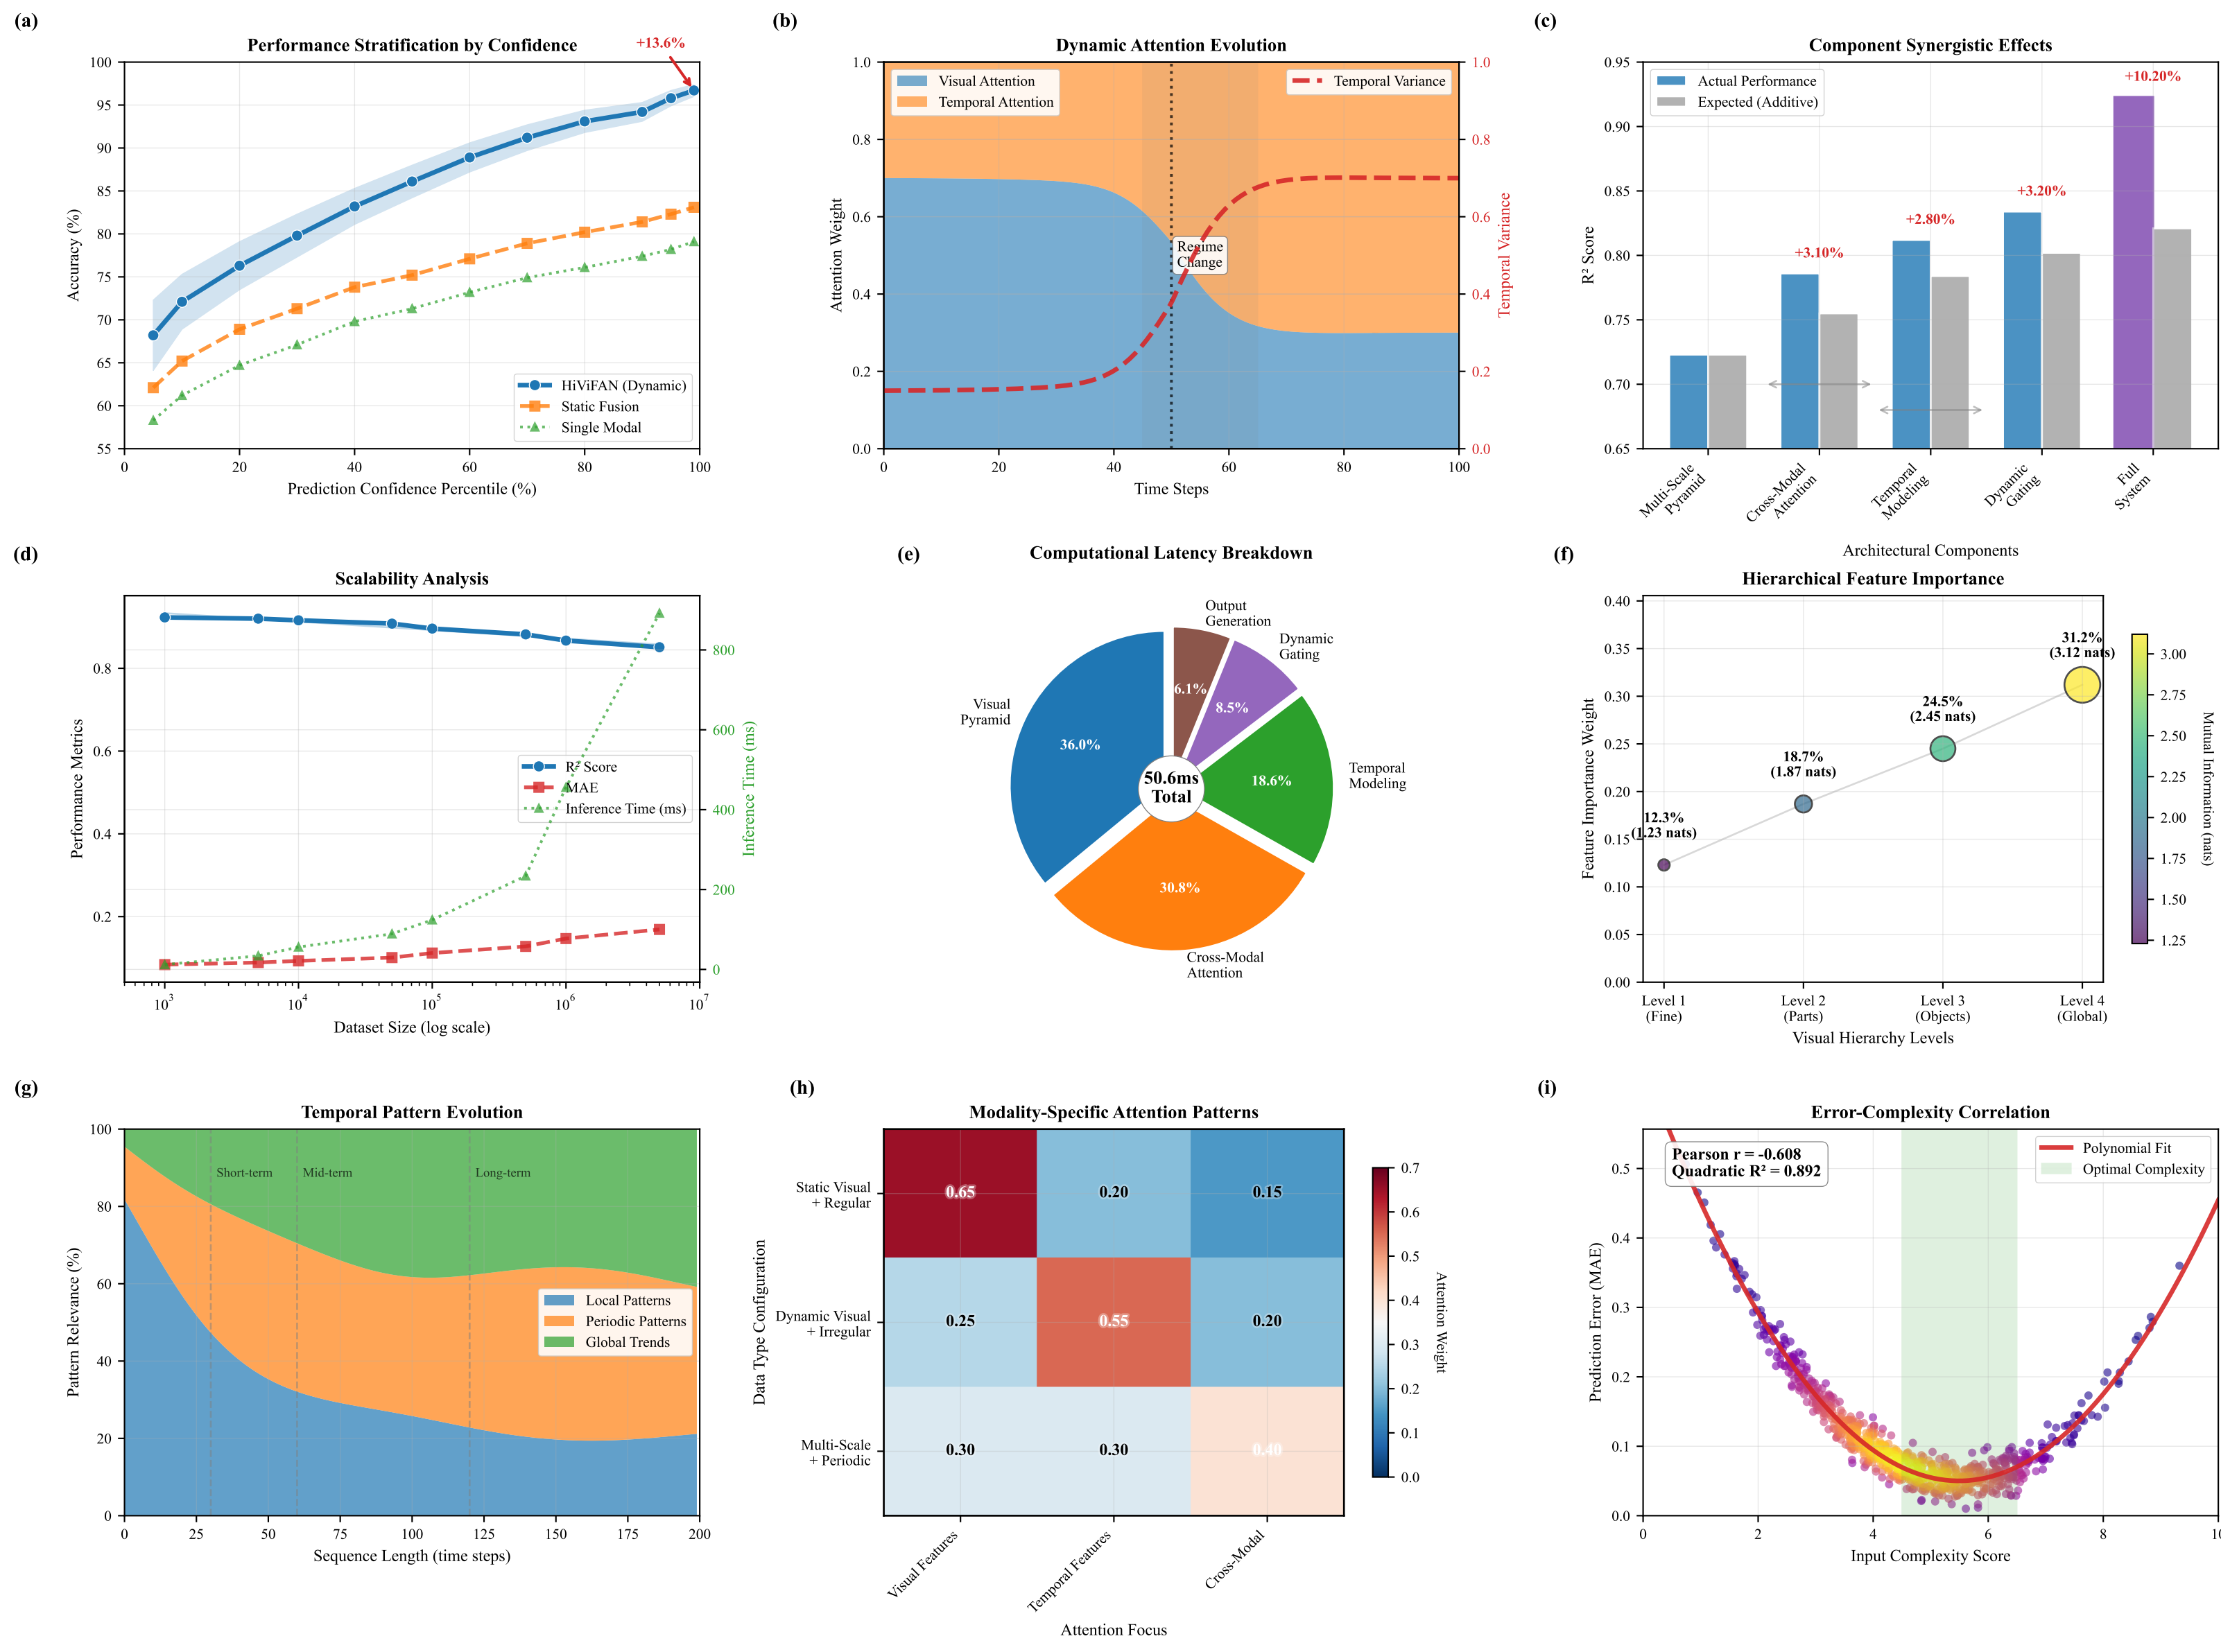 (a)
Performance Stratification by Confidence
+13.6%
100
95
90
85
80
75
70
65
60
55
Accuracy (%)
HiViFAN (Dynamic)
Static Fusion
Single Modal
0 20 40 60 80 100
Prediction Confidence Percentile (%)
(b)
Dynamic Attention Evolution
Visual Attention
Temporal Attention
Temporal Variance
1.0
0.8
0.6
0.4
0.2
0.0
Attention Weight
Regime
Change
1.0
0.8
0.6
0.4
0.2
0.0
Temporal Variance
0 20 40 60 80 100
Time Steps
(c)
Component Synergistic Effects
Actual Performance
Expected (Additive)
+3.10%
+2.80%
+3.20%
+10.20%
0.95
0.90
0.85
0.80
0.75
0.70
0.65
R² Score
Multi-Scale
Pyramid
Cross-Modal
Attention
Temporal
Modeling
Dynamic
Gating
Full
System
Architectural Components
(d)
Scalability Analysis
0.8
0.6
0.4
0.2
Performance Metrics
R² Score
MAE
Inference Time (ms)
800
600
400
200
0
Inference Time (ms)
10³ 10⁴ 10⁵ 10⁶ 10⁷
Dataset Size (log scale)
(e)
Computational Latency Breakdown
Output
Generation
Dynamic
Gating
Visual
Pyramid
Temporal
Modeling
Cross-Modal
Attention
6.1%
8.5%
36.0%
18.6%
30.8%
50.6ms
Total
(f)
Hierarchical Feature Importance
0.40
0.35
0.30
0.25
0.20
0.15
0.10
0.05
0.00
Feature Importance Weight
12.3%
(1.23 nats)
18.7%
(1.87 nats)
24.5%
(2.45 nats)
31.2%
(3.12 nats)
Level 1
(Fine)
Level 2
(Parts)
Level 3
(Objects)
Level 4
(Global)
Visual Hierarchy Levels
3.00
2.75
2.50
2.25
2.00
1.75
1.50
1.25
Mutual Information (nats)
(g)
Temporal Pattern Evolution
100
80
60
40
20
0
Pattern Relevance (%)
Short-term
Mid-term
Long-term
Local Patterns
Periodic Patterns
Global Trends
0 25 50 75 100 125 150 175 200
Sequence Length (time steps)
(h)
Modality-Specific Attention Patterns
Data Type Configuration
Static Visual
+ Regular
Dynamic Visual
+ Irregular
Multi-Scale
+ Periodic
0.65 0.20 0.15
0.25 0.55 0.20
0.30 0.30 0.40
Visual Features
Temporal Features
Cross-Modal
Attention Focus
0.7
0.6
0.5
0.4
0.3
0.2
0.1
0.0
Attention Weight
(i)
Error-Complexity Correlation
Pearson r = -0.608
Quadratic R² = 0.892
Polynomial Fit
Optimal Complexity
0.5
0.4
0.3
0.2
0.1
0.0
Prediction Error (MAE)
0 2 4 6 8 10
Input Complexity Score